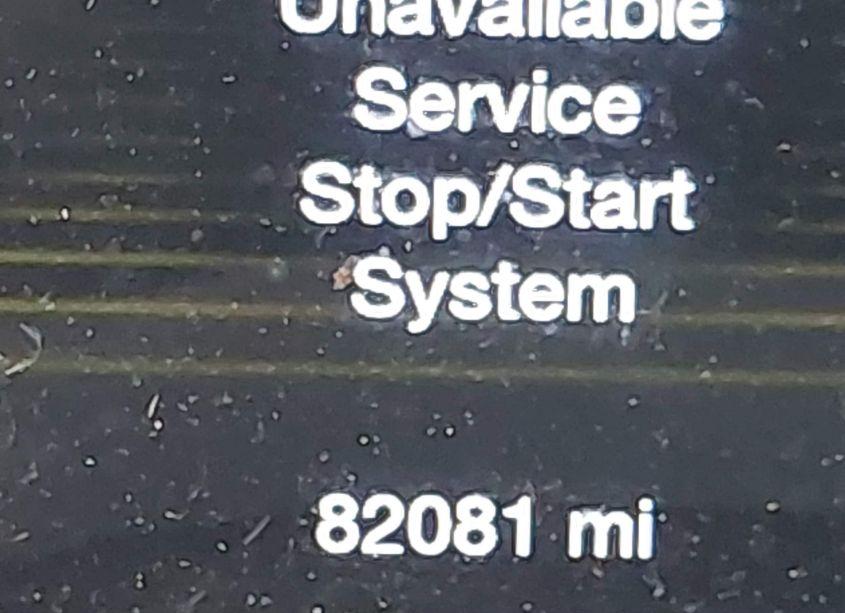 Unavailable
Service
Stop/Start
System
82081 mi